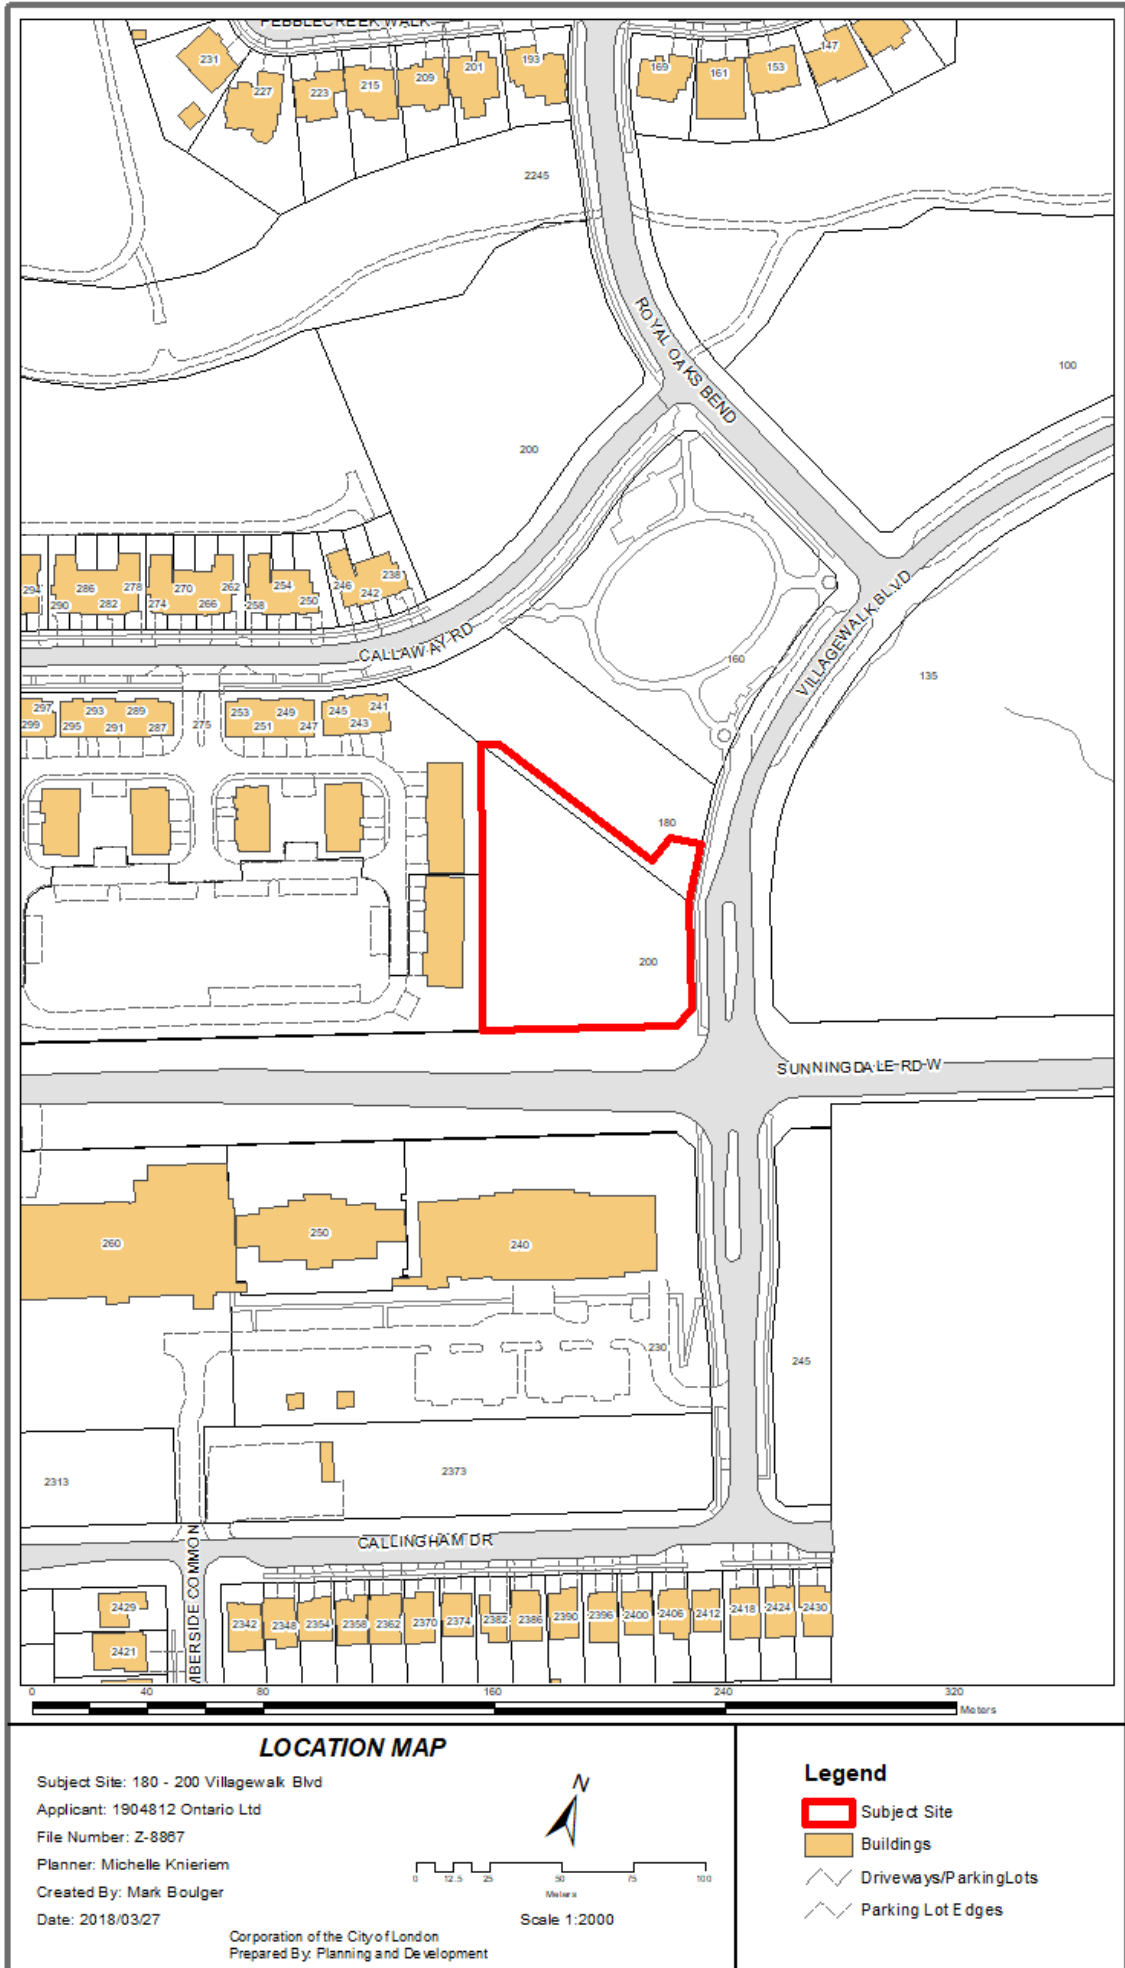 PEBBLECREEK WALK
231
227
223
215
209
201
193
169
161
153
147
2245
ROYAL OAKS BEND
100
200
294
290
286
282
278
274
270
266
262
258
254
250
246
242
238
CALLAWAY RD
VILLAGEWALK BLVD
160
135
297
299
295
293
291
289
287
275
253
251
249
247
245
243
241
180
200
SUNNINGDALE RD W
260
250
240
230
245
2313
2373
CALLINGHAM DR
MBERSIDE COMMON
2429
2421
2342
2348
2354
2358
2362
2370
2374
2382
2386
2390
2396
2400
2406
2412
2418
2424
2430
0 40 80 160 240 320
Meters
LOCATION MAP
Subject Site: 180 - 200 Villagewalk Blvd
Applicant: 1904812 Ontario Ltd
File Number: Z-8867
Planner: Michelle Knieriem
Created By: Mark Boulger
Date: 2018/03/27
Corporation of the City of London
Prepared By: Planning and Development
N
0 12.5 25 50 75 100
Meters
Scale 1:2000
Legend
Subject Site
Buildings
Driveways/ParkingLots
Parking Lot Edges